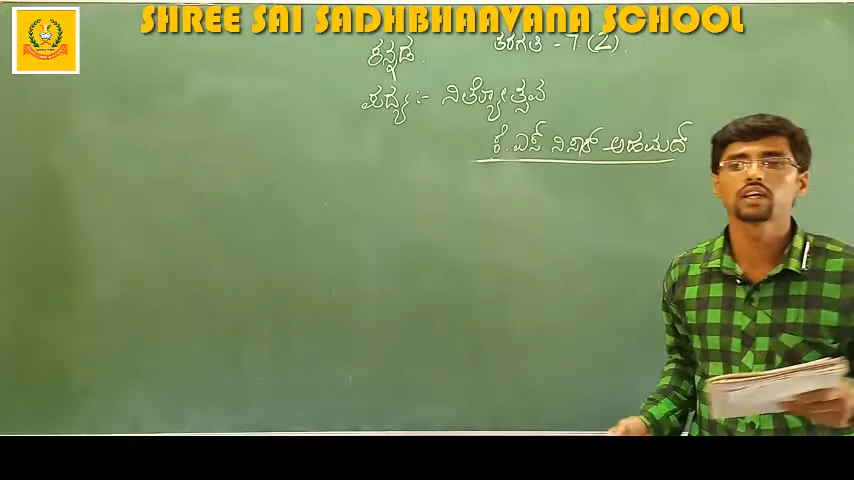 SHREE SAI SADHBHAAVANA SCHOOL
ಕನ್ನಡ. ತರಗತಿ - 7 (2).
ಪದ್ಯ :- ನಿತ್ಯೋತ್ಸವ
ಕೆ. ಎಸ್ ನಿಸಾರ್ ಅಹಮದ್